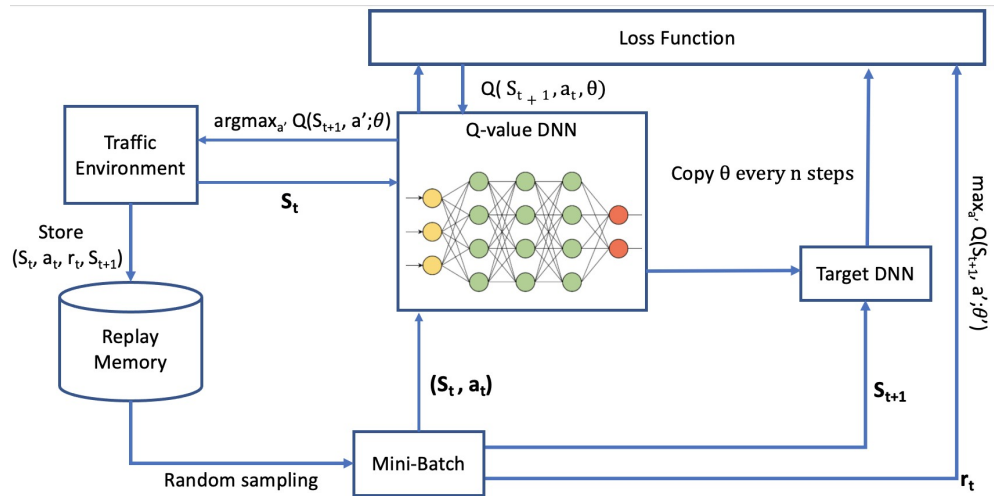 Loss Function
Q( S t + 1 , a t , θ)
argmax a′ Q(S t+1 , a′;θ)
Q-value DNN
Traffic
Environment
S t
Copy θ every n steps
max a′ Q(S t+1 , a′;θ′)
Store
(S t , a t , r t , S t+1 )
Target DNN
Replay
Memory
(S t , a t )
S t+1
Mini-Batch
Random sampling
r t